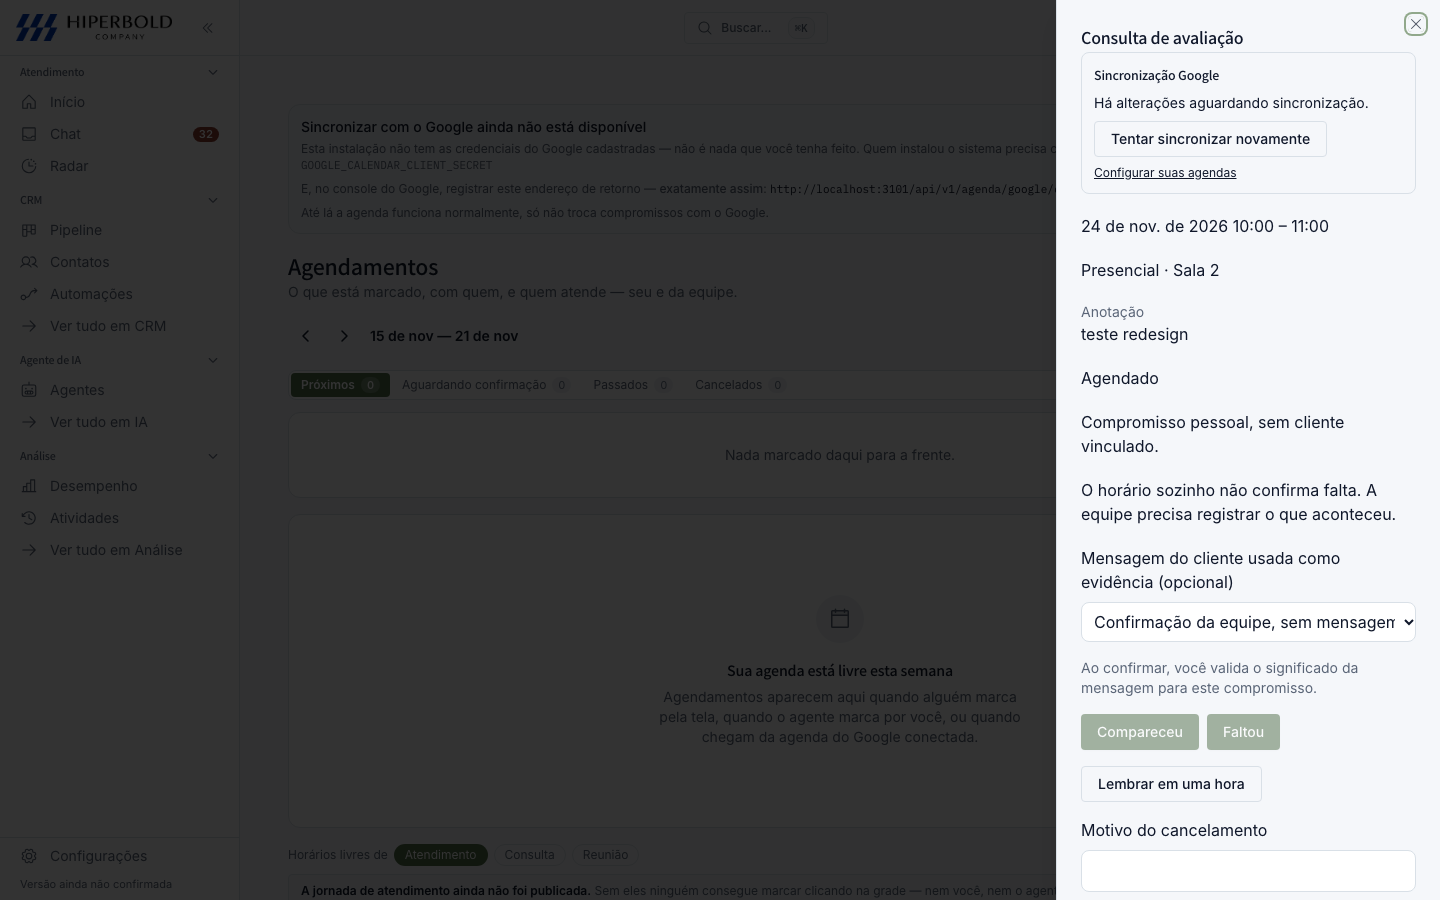 HIPERBOLD
COMPANY
Buscar...
⌘K
Atendimento
Início
Chat
32
Radar
CRM
Pipeline
Contatos
Automações
Ver tudo em CRM
Agente de IA
Agentes
Ver tudo em IA
Análise
Desempenho
Atividades
Ver tudo em Análise
Configurações
Versão ainda não confirmada
Sincronizar com o Google ainda não está disponível
Esta instalação não tem as credenciais do Google cadastradas — não é nada que você tenha feito. Quem instalou o sistema precisa
GOOGLE_CALENDAR_CLIENT_SECRET
E, no console do Google, registrar este endereço de retorno — exatamente assim: http://localhost:3101/api/v1/agenda/google/
Até lá a agenda funciona normalmente, só não troca compromissos com o Google.
Agendamentos
O que está marcado, com quem, e quem atende — seu e da equipe.
15 de nov — 21 de nov
Próximos 0 Aguardando confirmação 0 Passados 0 Cancelados 0
Nada marcado daqui para a frente.
Sua agenda está livre esta semana
Agendamentos aparecem aqui quando alguém marca
pela tela, quando o agente marca por você, ou quando
chegam da agenda do Google conectada.
Horários livres de Atendimento Consulta Reunião
A jornada de atendimento ainda não foi publicada. Sem eles ninguém consegue marcar clicando na grade — nem você, nem o agen
Consulta de avaliação
Sincronização Google
Há alterações aguardando sincronização.
Tentar sincronizar novamente
Configurar suas agendas
24 de nov. de 2026 10:00 – 11:00
Presencial · Sala 2
Anotação
teste redesign
Agendado
Compromisso pessoal, sem cliente
vinculado.
O horário sozinho não confirma falta. A
equipe precisa registrar o que aconteceu.
Mensagem do cliente usada como
evidência (opcional)
Confirmação da equipe, sem mensagem
Ao confirmar, você valida o significado da
mensagem para este compromisso.
Compareceu Faltou
Lembrar em uma hora
Motivo do cancelamento